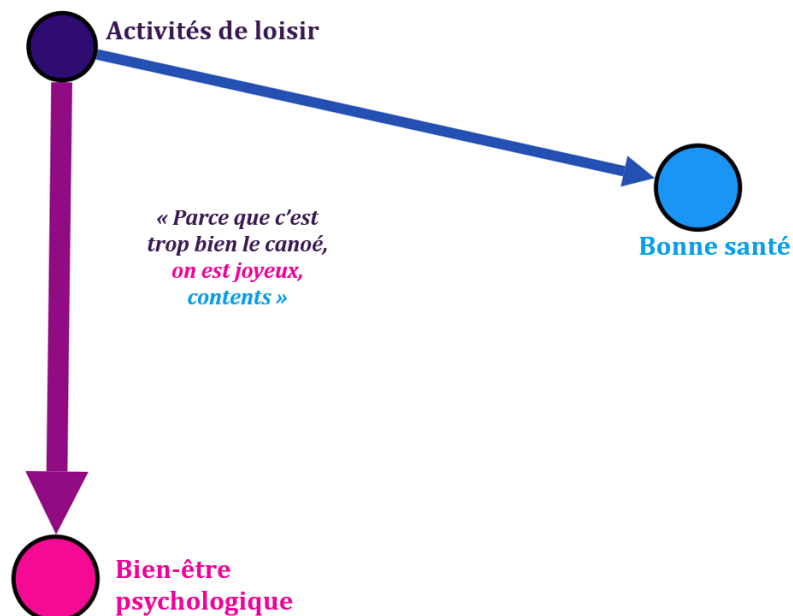 Activités de loisir
« Parce que c'est
trop bien le canoé,
on est joyeux,
contents »
Bonne santé
Bien-être
psychologique